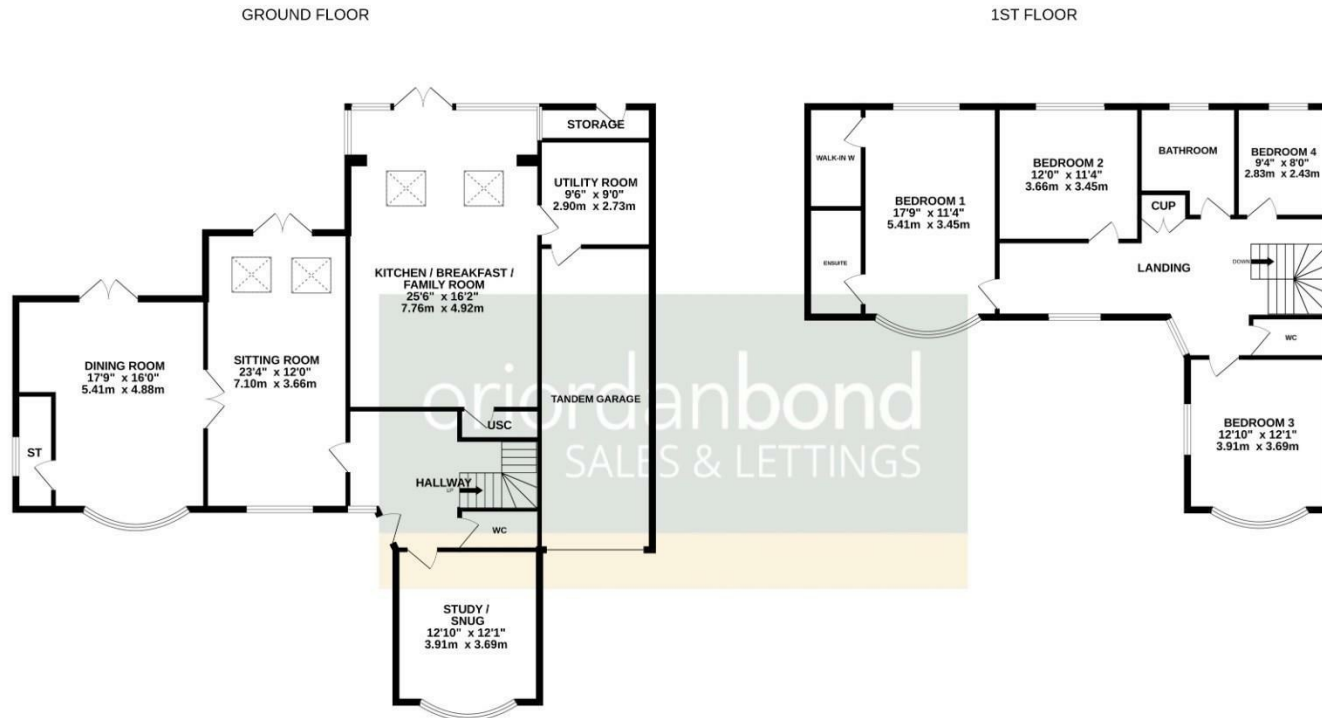 GROUND FLOOR
1ST FLOOR
STORAGE
UTILITY ROOM
9'6" x 9'0"
2.90m x 2.73m
KITCHEN / BREAKFAST /
FAMILY ROOM
25'6" x 16'2"
7.76m x 4.92m
SITTING ROOM
23'4" x 12'0"
7.10m x 3.66m
DINING ROOM
17'9" x 16'0"
5.41m x 4.88m
ST
TANDEM GARAGE
USC
HALLWAY
UP
WC
STUDY /
SNUG
12'10" x 12'1"
3.91m x 3.69m
WALK-IN W
BEDROOM 1
17'9" x 11'4"
5.41m x 3.45m
ENSUITE
BEDROOM 2
12'0" x 11'4"
3.66m x 3.45m
BATHROOM
BEDROOM 4
9'4" x 8'0"
2.83m x 2.43m
CUP
LANDING
DOWN
WC
BEDROOM 3
12'10" x 12'1"
3.91m x 3.69m
oriordanbond
SALES & LETTINGS